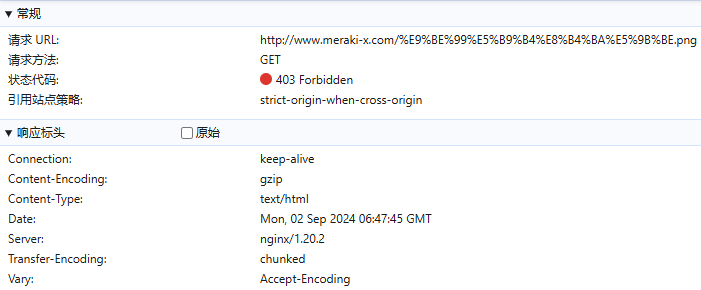 ▼ 常规
请求 URL: http://www.meraki-x.com/%E9%BE%99%E5%B9%B4%E8%B4%BA%E5%9B%BE.png
请求方法: GET
状态代码: 403 Forbidden
引用站点策略: strict-origin-when-cross-origin
▼ 响应标头 原始
Connection: keep-alive
Content-Encoding: gzip
Content-Type: text/html
Date: Mon, 02 Sep 2024 06:47:45 GMT
Server: nginx/1.20.2
Transfer-Encoding: chunked
Vary: Accept-Encoding